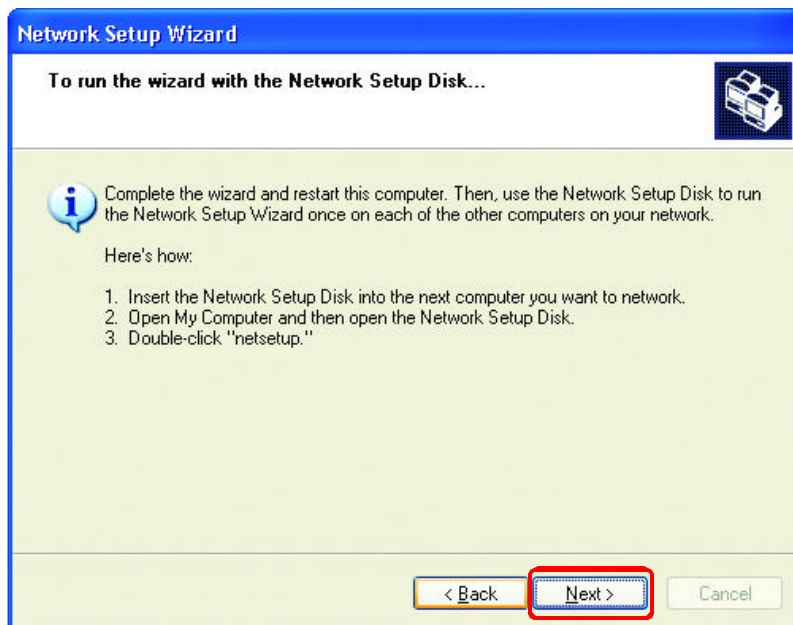 Network Setup Wizard
To run the wizard with the Network Setup Disk...
Complete the wizard and restart this computer. Then, use the Network Setup Disk to run
the Network Setup Wizard once on each of the other computers on your network.
Here's how:
1. Insert the Network Setup Disk into the next computer you want to network.
2. Open My Computer and then open the Network Setup Disk.
3. Double-click "netsetup."
< Back
Next >
Cancel